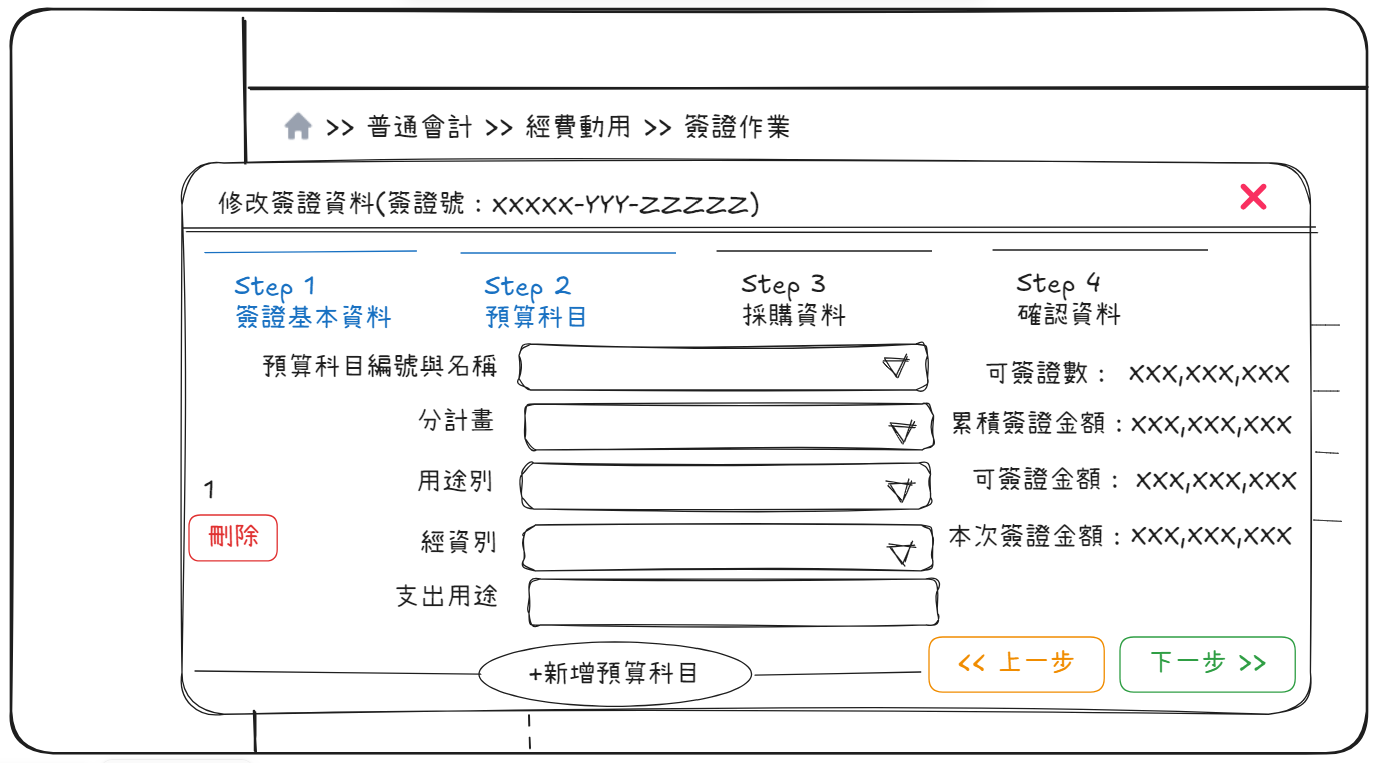 >> 普通會計 >> 經費動用 >> 簽證作業
修改簽證資料(簽證號：XXXXX-YYY-ZZZZZ)
Step 1
簽證基本資料
Step 2
預算科目
Step 3
採購資料
Step 4
確認資料
1
刪除
預算科目編號與名稱
分計畫
用途別
經資別
支出用途
可簽證數： XXX,XXX,XXX
累積簽證金額：XXX,XXX,XXX
可簽證金額： XXX,XXX,XXX
本次簽證金額：XXX,XXX,XXX
+新增預算科目
<< 上一步
下一步 >>